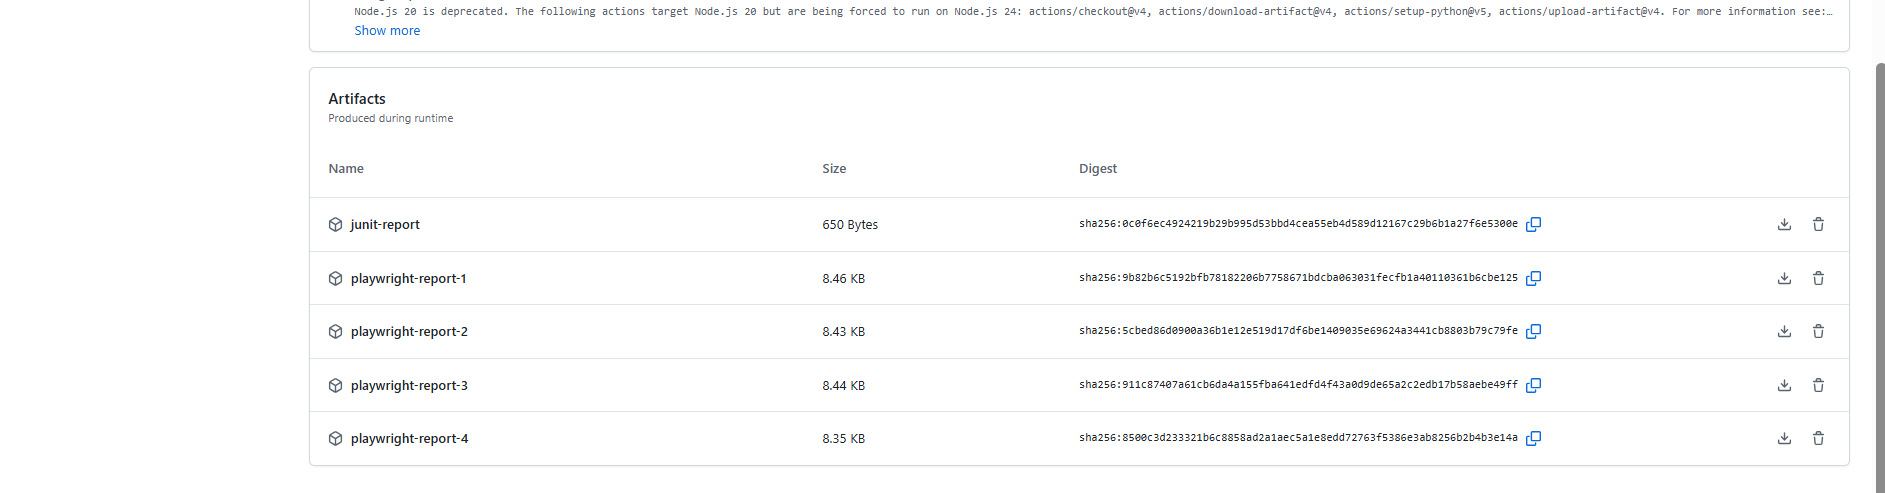 Node.js 20 is deprecated. The following actions target Node.js 20 but are being forced to run on Node.js 24: actions/checkout@v4, actions/download-artifact@v4, actions/setup-python@v5, actions/upload-artifact@v4. For more information see:…
Show more
Artifacts
Produced during runtime
Name Size Digest
junit-report 650 Bytes sha256:0c0f6ec4924219b29b995d53bbd4cea55eb4d589d12167c29b6b1a27f6e5300e
playwright-report-1 8.46 KB sha256:9b82b6c5192bfb78182206b7758671bdcba063031fecfb1a40110361b6cbe125
playwright-report-2 8.43 KB sha256:5cbed86d0900a36b1e12e519d17df6be1409035e69624a3441cb8803b79c79fe
playwright-report-3 8.44 KB sha256:911c87407a61cb6da4a155fba641edfd4f43a0d9de65a2c2edb17b58aebe49ff
playwright-report-4 8.35 KB sha256:8500c3d233321b6c8858ad2a1aec5a1e8edd72763f5386e3ab8256b2b4b3e14a